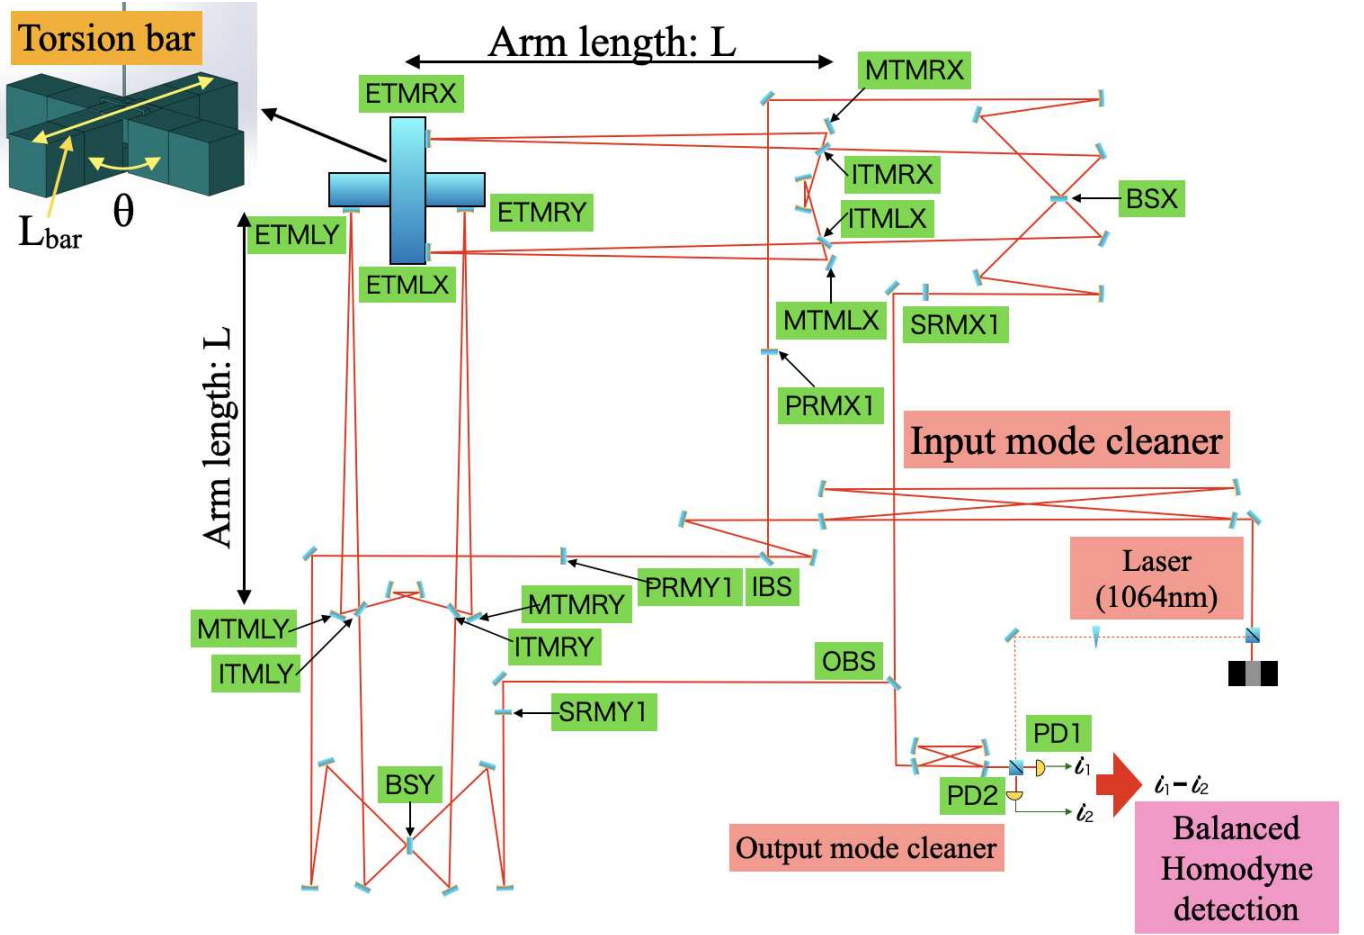 Torsion bar
Arm length: L
MTMRX
ETMRX
ITMRX
BSX
ETMRY
ITMLX
θ
L_bar
ETMLY
ETMLX
MTMLX
SRMX1
Arm length: L
PRMX1
Input mode cleaner
Laser
(1064nm)
PRMY1
IBS
MTMRY
MTMLY
ITMRY
ITMLY
OBS
SRMY1
PD1
i1
BSY
PD2
i1-i2
i2
Output mode cleaner
Balanced
Homodyne
detection